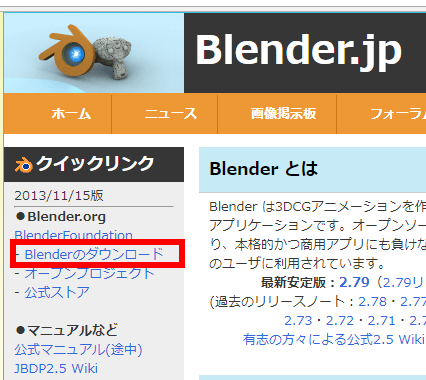 Blender.jp
ホーム
ニュース
画像掲示板
フォーラム
クイックリンク
2013/11/15版
●Blender.org
BlenderFoundation
- Blenderのダウンロード
- オープンプロジェクト
- 公式ストア
●マニュアルなど
公式マニュアル(途中)
JBDP2.5 Wiki
Blender とは
Blender は3DCGアニメーションを作
アプリケーションです。オープンソー
り、本格的かつ商用アプリにも負けな
のユーザに利用されています。
最新安定版：2.79（2.79リ
(過去のリリースノート：2.78・2.77
2.73・2.72・2.71・2.7
有志の方々による公式2.5 Wiki